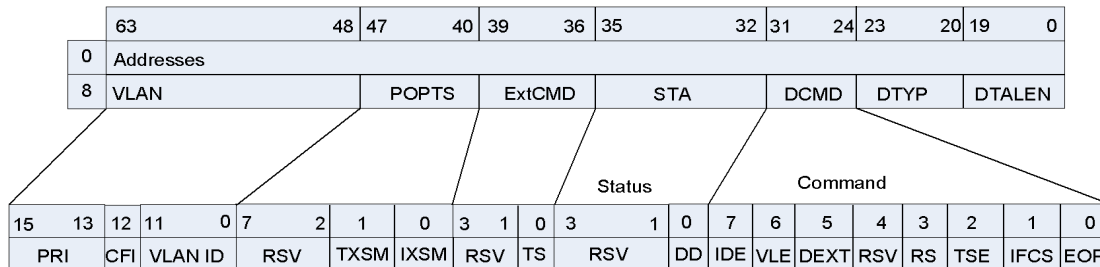 63 48 47 40 39 36 35 32 31 24 23 20 19 0
0 Addresses
8 VLAN POPTS ExtCMD STA DCMD DTYP DTALEN
Status Command
15 13 12 11 0 7 2 1 0 3 1 0 3 1 0 7 6 5 4 3 2 1 0
PRI CFI VLAN ID RSV TXSM IXSM RSV TS RSV DD IDE VLE DEXT RSV RS TSE IFCS EOP